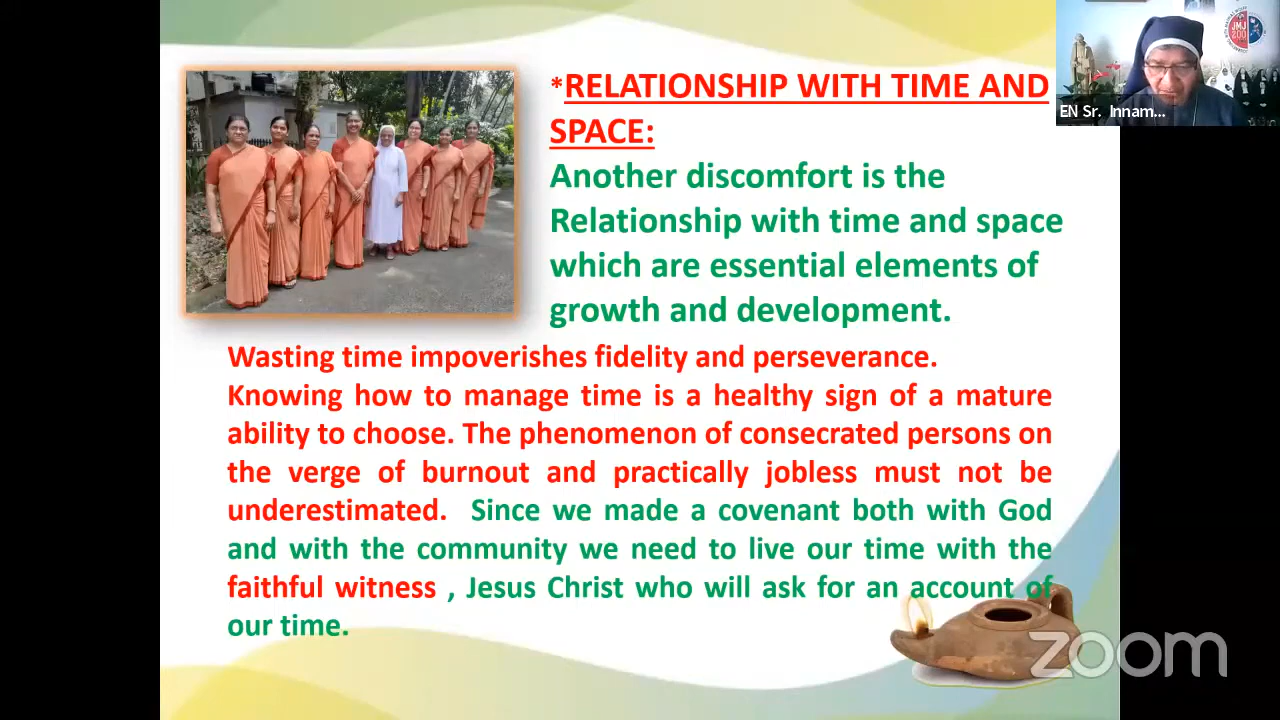 *RELATIONSHIP WITH TIME AND
SPACE:
Another discomfort is the
Relationship with time and space
which are essential elements of
growth and development.
Wasting time impoverishes fidelity and perseverance.
Knowing how to manage time is a healthy sign of a mature
ability to choose. The phenomenon of consecrated persons on
the verge of burnout and practically jobless must not be
underestimated. Since we made a covenant both with God
and with the community we need to live our time with the
faithful witness , Jesus Christ who will ask for an account of
our time.
JMJ
200
EN Sr. Innam...
zoom